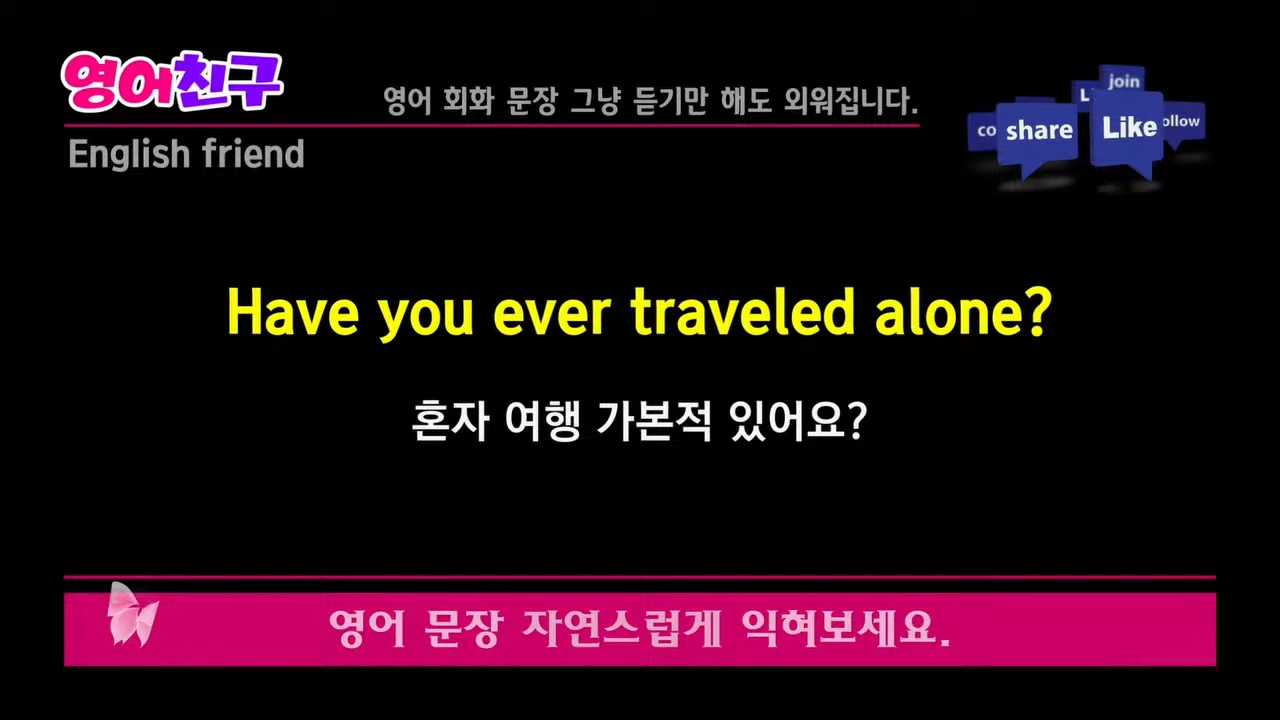 영어친구
영어 회화 문장 그냥 듣기만 해도 외워집니다.
English friend
join
share
Like
Have you ever traveled alone?
혼자 여행 가본적 있어요?
영어 문장 자연스럽게 익혀보세요.